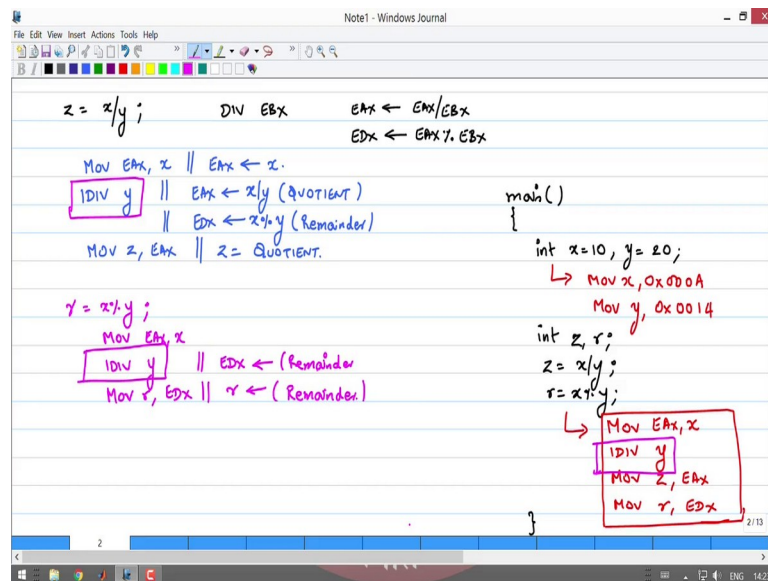 Note1 - Windows Journal
File Edit View Insert Actions Tools Help
B I
z = x/y ;
DIV EBX
EAX ← EAX/EBX
EDX ← EAX % EBX
Mov EAX, x || EAX ← x.
IDIV y || EAX ← x/y (QUOTIENT)
|| EDX ← x%y (Remainder)
MOV z, EAX || z = QUOTIENT.
r = x%y ;
Mov EAX, x
IDIV y || EDX ← (Remainder
Mov r, EDX || r ← (Remainder.)
main()
{
int x=10, y=20;
↳ Mov x, 0x000A
Mov y, 0x0014
int z, r;
z = x/y ;
r = x%y ;
↳ Mov EAX, x
IDIV y
MOV z, EAX
MOV r, EDX
}
2/13
2
ENG 14:2